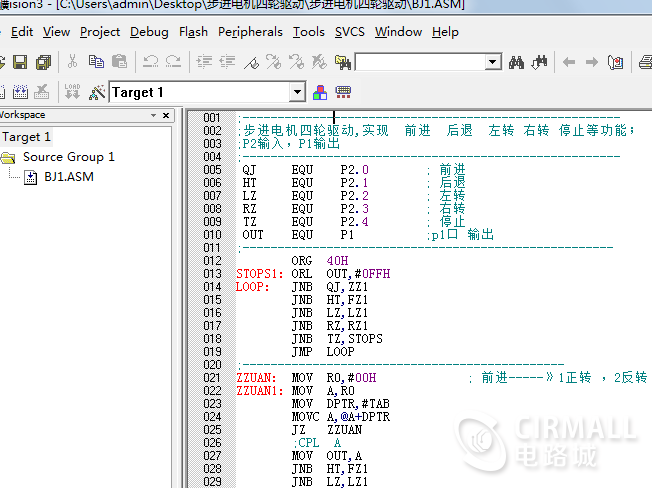 ision3 - [C:\Users\admin\Desktop\步进电机四轮驱动\步进电机四轮驱动\BJ1.ASM]
Edit View Project Debug Flash Peripherals Tools SVCS Window Help
LOAD Target 1
Workspace
Target 1
Source Group 1
BJ1.ASM
001 ;------------------------------------------------------------
002 ;步进电机四轮驱动,实现 前进 后退 左转 右转 停止等功能;
003 ;P2输入, P1输出
004 ;------------------------------------------------------------
005 QJ EQU P2.0 ; 前进
006 HT EQU P2.1 ; 后退
007 LZ EQU P2.2 ; 左转
008 RZ EQU P2.3 ; 右转
009 TZ EQU P2.4 ; 停止
010 OUT EQU P1 ;p1口 输出
011 ;------------------------------------------------------------
012 ORG 40H
013 STOPS1: ORL OUT,#0FFH
014 LOOP: JNB QJ,ZZ1
015 JNB HT,FZ1
016 JNB LZ,LZ1
017 JNB RZ,RZ1
018 JNB TZ,STOPS
019 JMP LOOP
020 ;------------------------------------------------------
021 ZZUAN: MOV R0,#00H ; 前进-----》1正转 ，2反转
022 ZZUAN1: MOV A,R0
023 MOV DPTR,#TAB
024 MOVC A,@A+DPTR
025 JZ ZZUAN
026 ;CPL A
027 MOV OUT,A
028 JNB HT,FZ1
029 JNB LZ,LZ1
CIRMALL
电路城